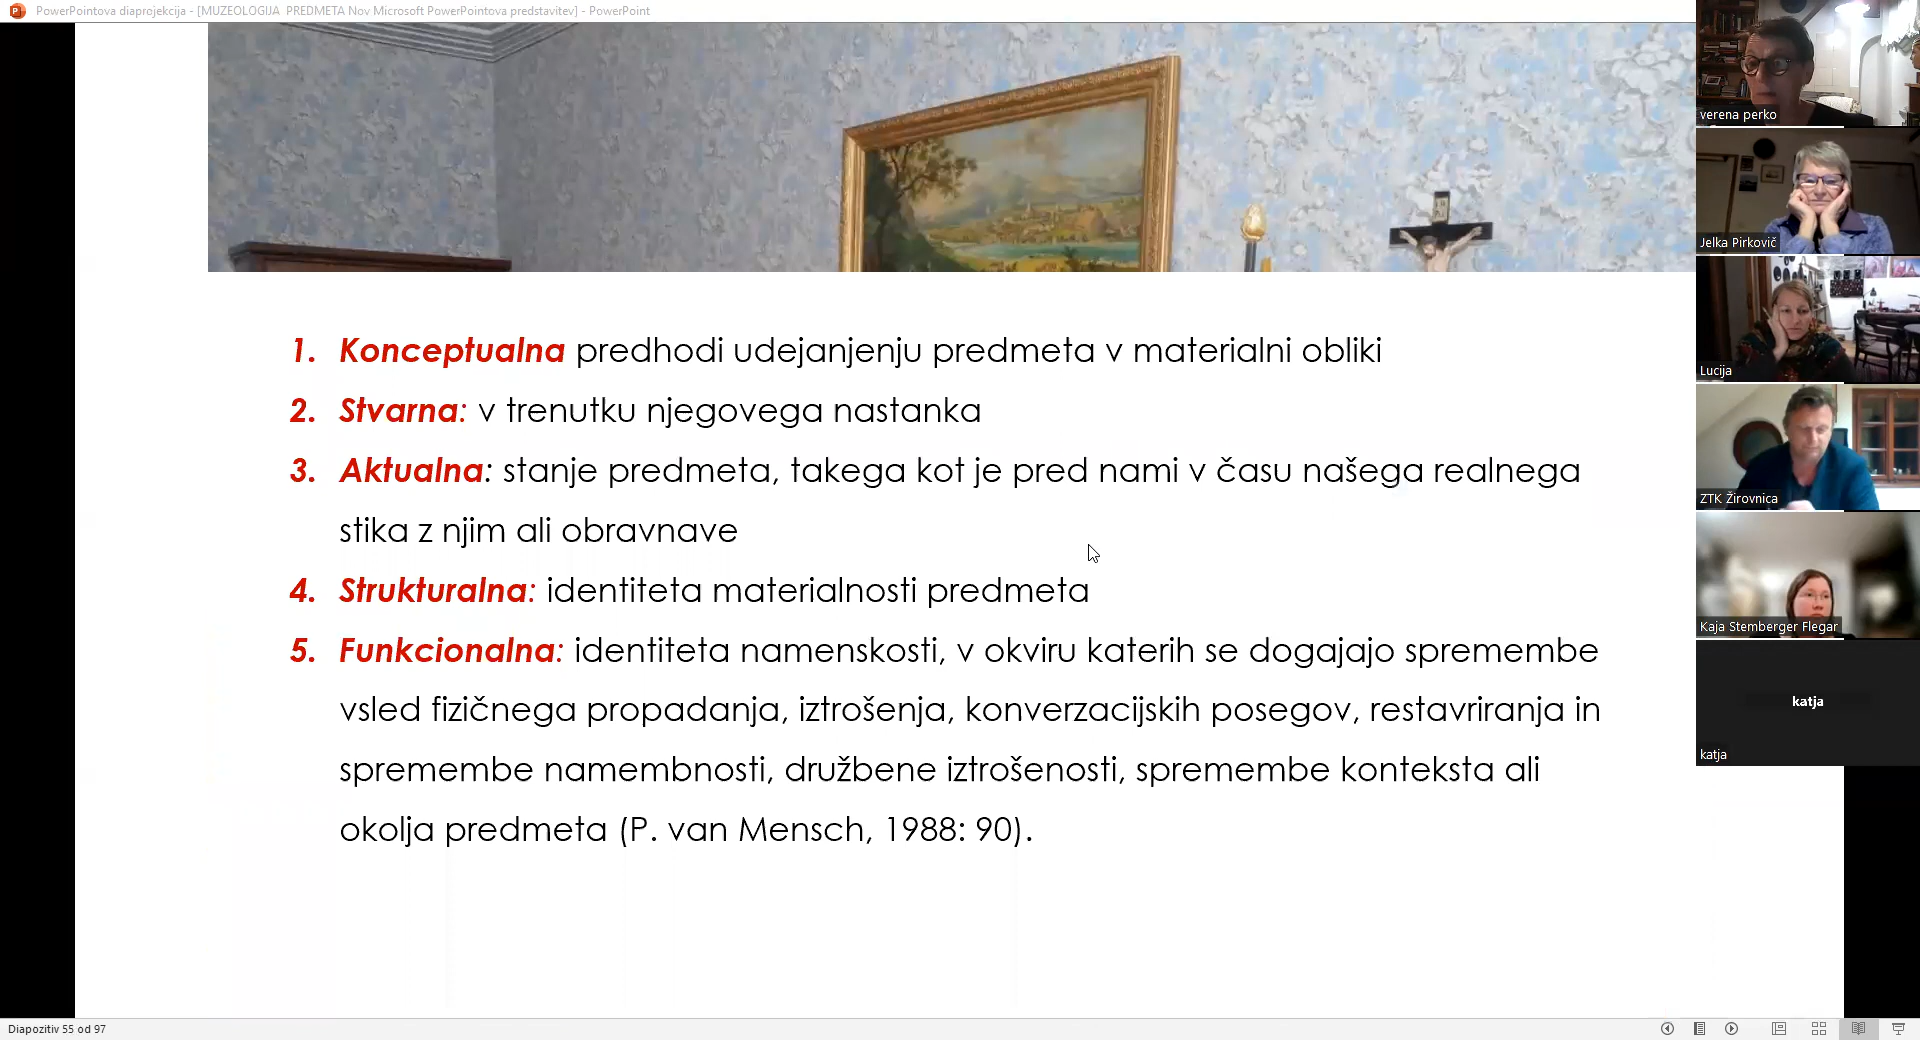 PowerPointova diaprojekcija - [MUZEOLOGIJA PREDMETA Nov Microsoft PowerPointova predstavitev] - PowerPoint
verena perko
Jelka Pirkovič
Lucija
ZTK Žirovnica
Kaja Stemberger Flegar
katja
katja
1. Konceptualna predhodi udejanjenju predmeta v materialni obliki
2. Stvarna: v trenutku njegovega nastanka
3. Aktualna: stanje predmeta, takega kot je pred nami v času našega realnega
stika z njim ali obravnave
4. Strukturalna: identiteta materialnosti predmeta
5. Funkcionalna: identiteta namenskosti, v okviru katerih se dogajajo spremembe
vsled fizičnega propadanja, iztrošenja, konverzacijskih posegov, restavriranja in
spremembe namembnosti, družbene iztrošenosti, spremembe konteksta ali
okolja predmeta (P. van Mensch, 1988: 90).
Diapozitiv 55 od 97